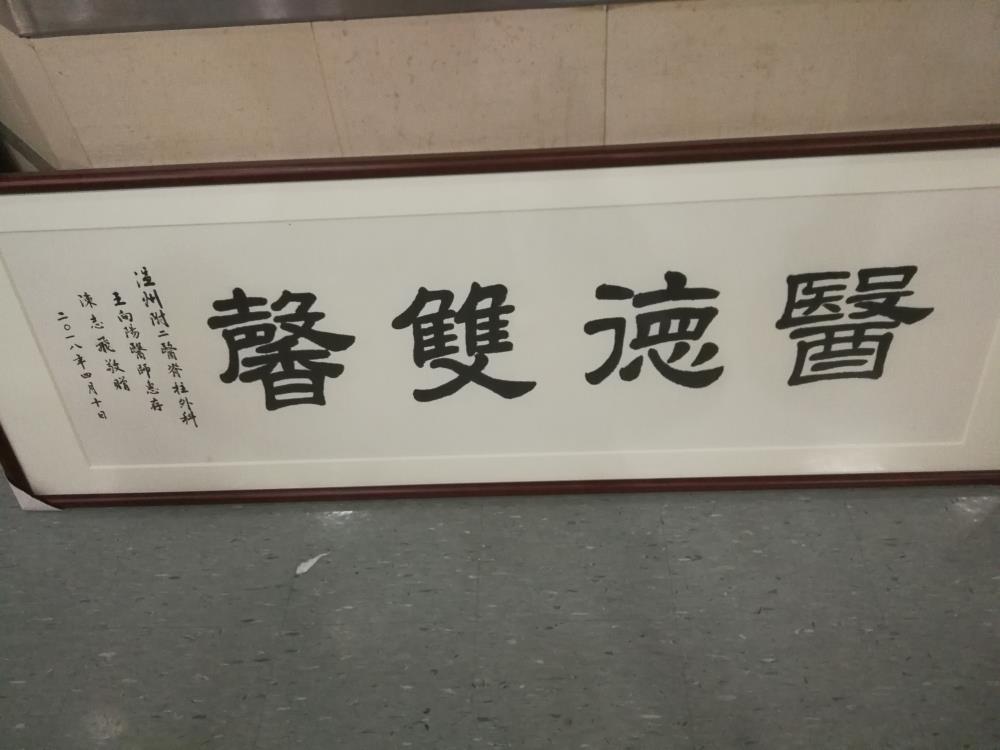 醫德雙馨
溫州附二醫脊柱外科
王向陽醫師惠存
陳志飛敬贈
二〇一八年四月十日